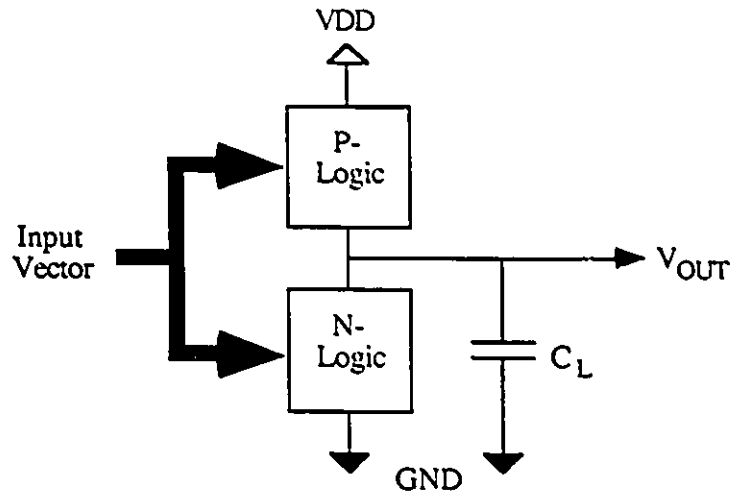 VDD
P-
Logic
Input
Vector
VOUT
N-
Logic
CL
GND